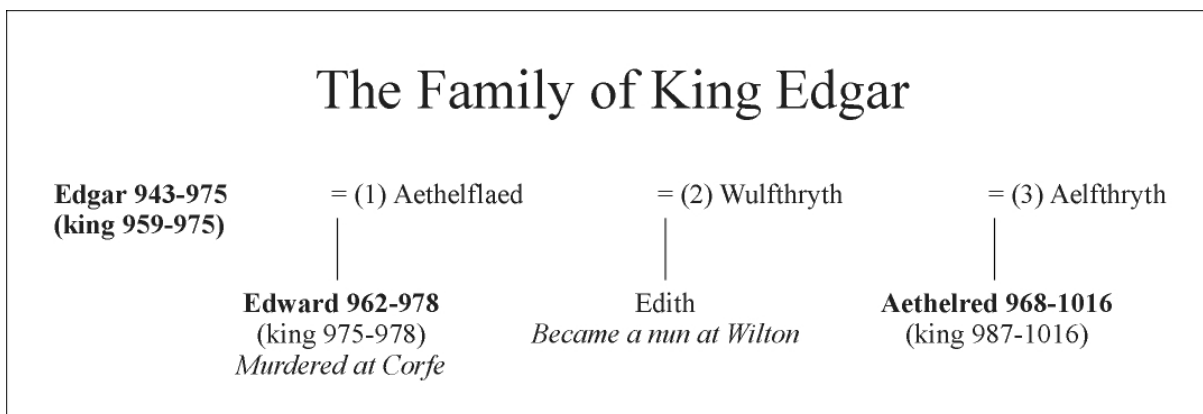 The Family of King Edgar
Edgar 943-975 = (1) Aethelflaed = (2) Wulfthryth = (3) Aelfthryth
(king 959-975)
Edward 962-978 Edith Aethelred 968-1016
(king 975-978) Became a nun at Wilton (king 987-1016)
Murdered at Corfe